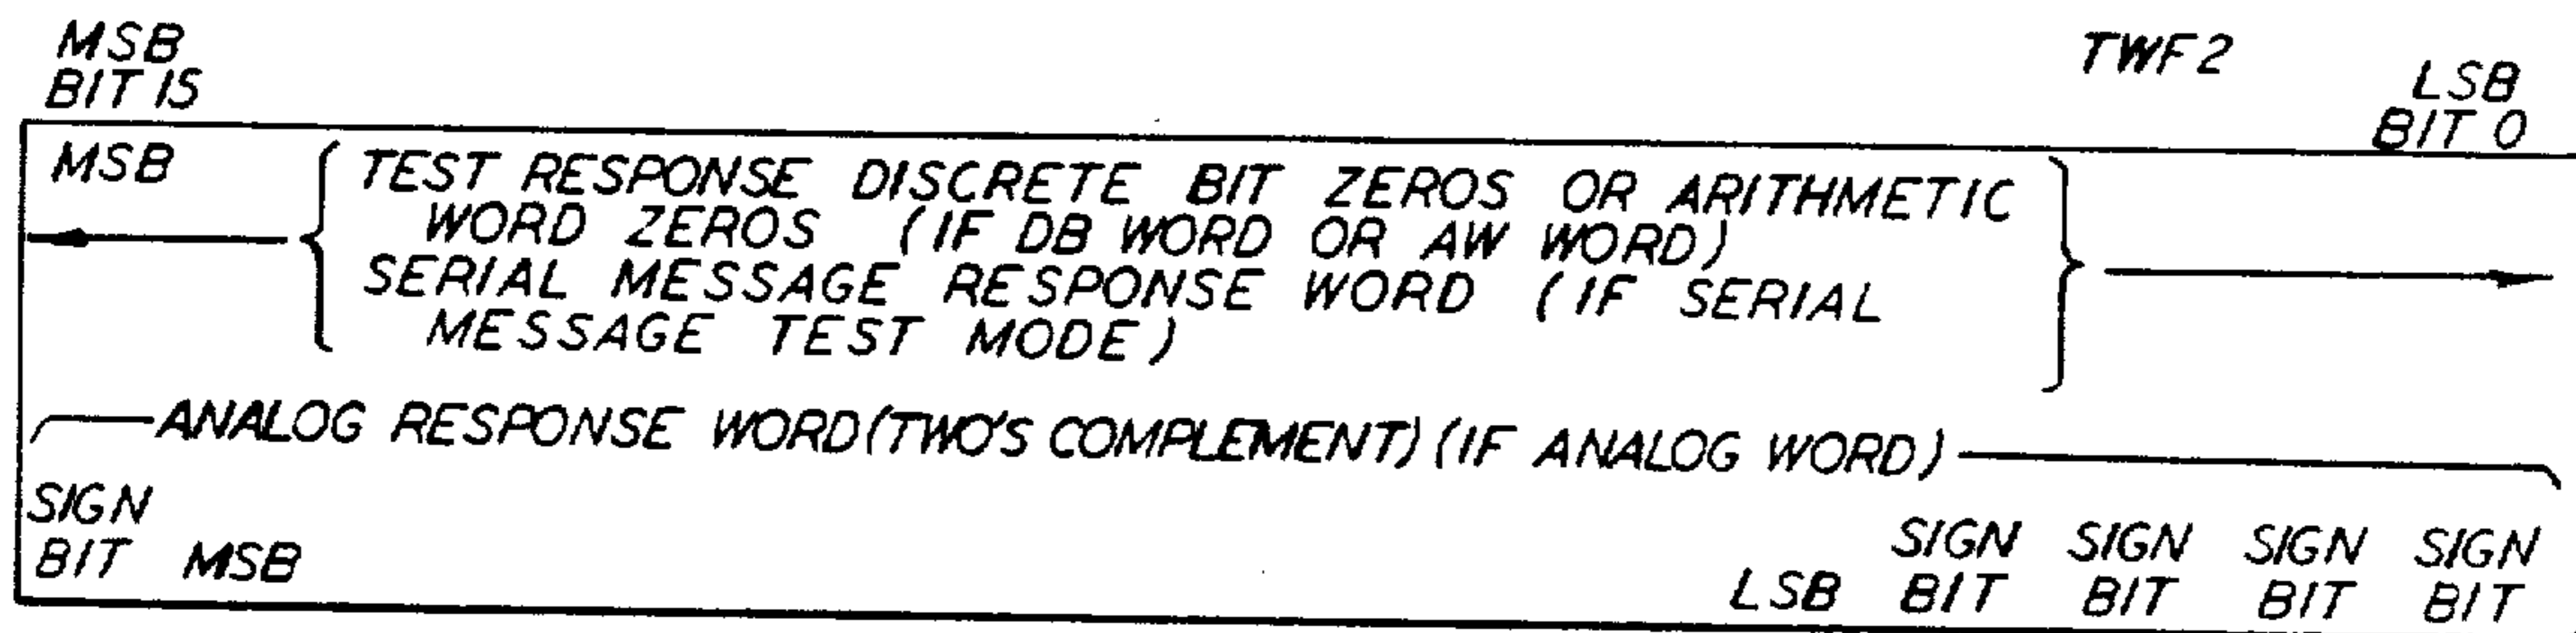 MSB
BIT 15
TWF2
LSB
BIT 0
MSB
TEST RESPONSE DISCRETE BIT ZEROS OR ARITHMETIC
WORD ZEROS (IF DB WORD OR AW WORD)
SERIAL MESSAGE RESPONSE WORD (IF SERIAL
MESSAGE TEST MODE)
ANALOG RESPONSE WORD (TWO'S COMPLEMENT) (IF ANALOG WORD)
SIGN
BIT MSB
SIGN SIGN SIGN SIGN
LSB BIT BIT BIT BIT